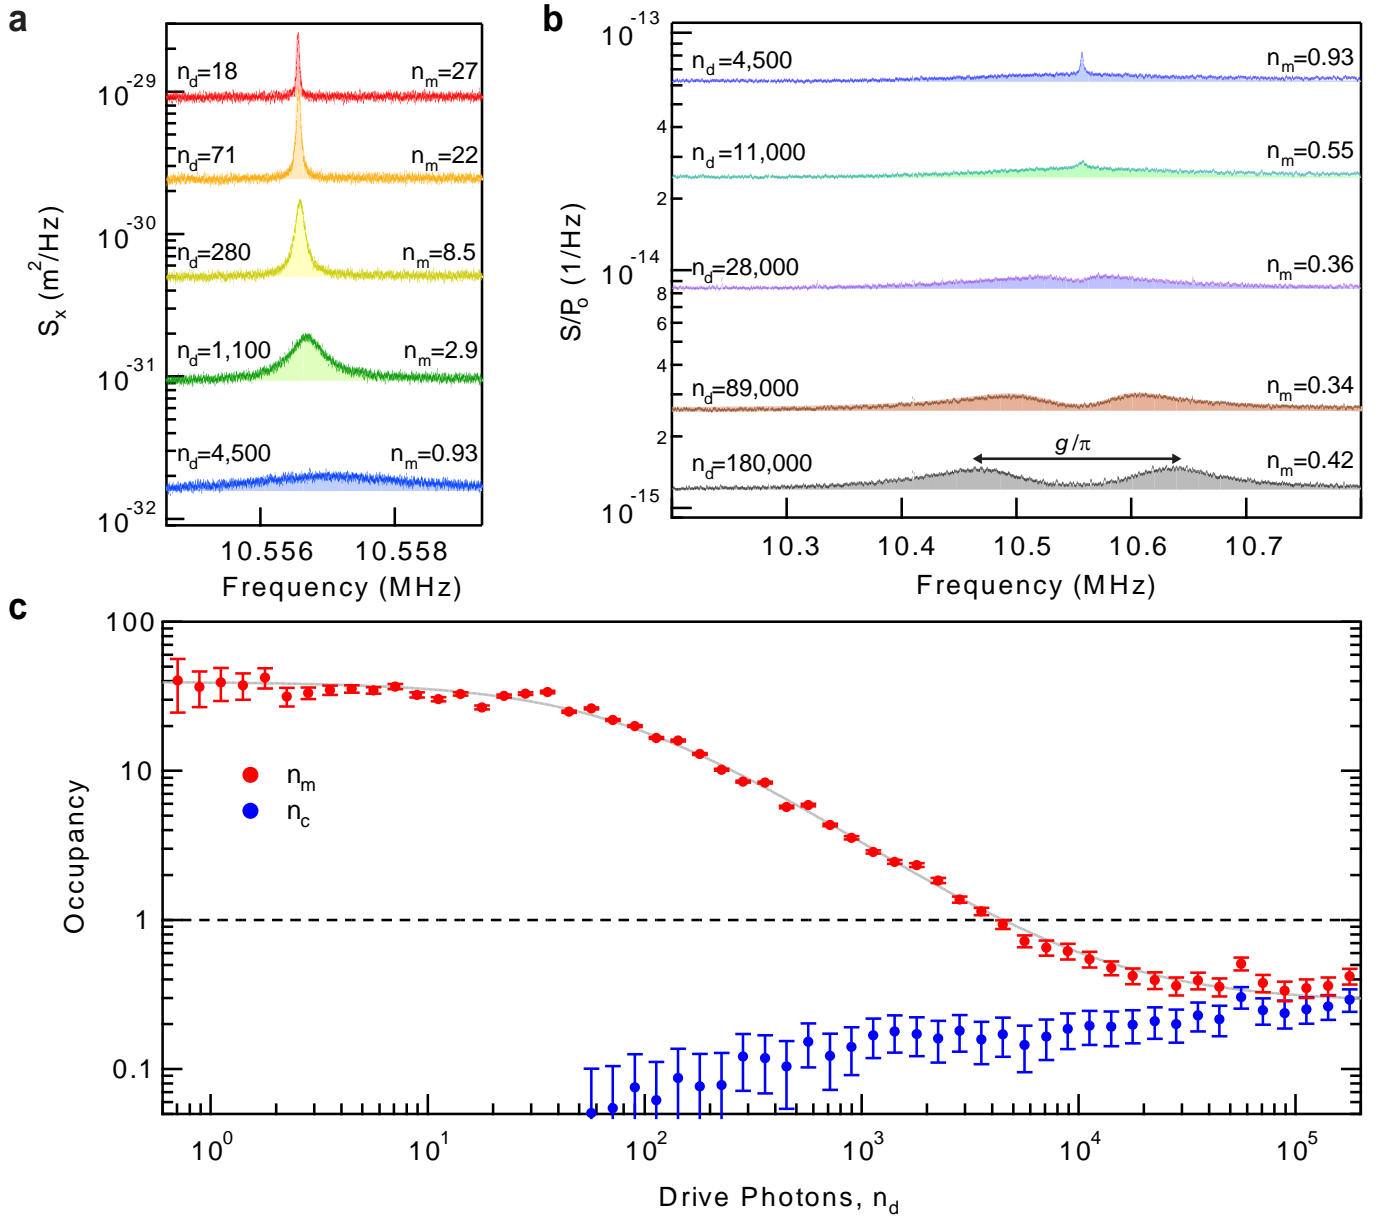 a
n_d=18 n_m=27
n_d=71 n_m=22
n_d=280 n_m=8.5
n_d=1,100 n_m=2.9
n_d=4,500 n_m=0.93
10^-29
10^-30
10^-31
10^-32
S_x (m^2/Hz)
10.556 10.558
Frequency (MHz)
b
n_d=4,500 n_m=0.93
n_d=11,000 n_m=0.55
n_d=28,000 n_m=0.36
n_d=89,000 n_m=0.34
n_d=180,000 n_m=0.42
g/π
10^-13
4
2
10^-14
8
6
4
2
10^-15
S/P_o (1/Hz)
10.3 10.4 10.5 10.6 10.7
Frequency (MHz)
c
100
10
1
0.1
Occupancy
n_m
n_c
10^0 10^1 10^2 10^3 10^4 10^5
Drive Photons, n_d